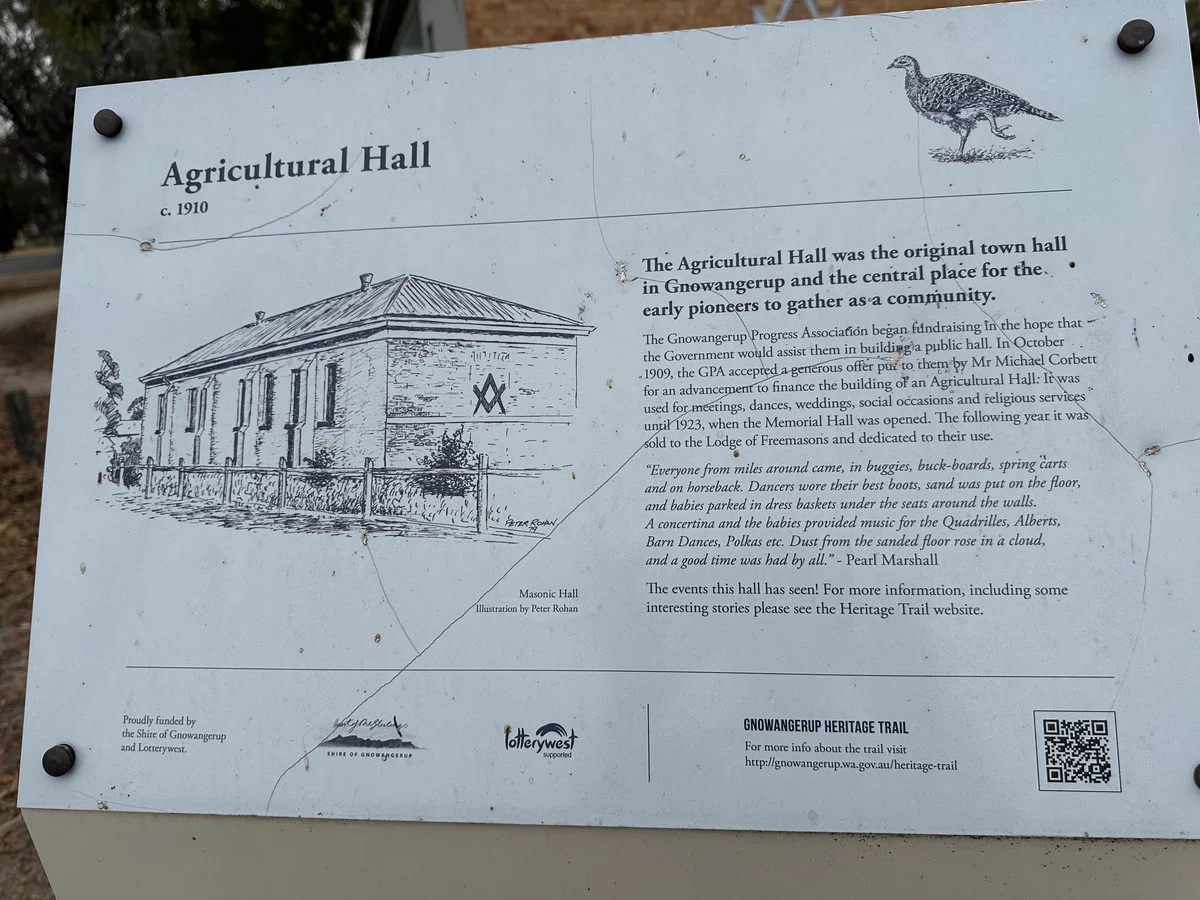 Agricultural Hall
c. 1910
The Agricultural Hall was the original town hall
in Gnowangerup and the central place for the
early pioneers to gather as a community.
The Gnowangerup Progress Association began fundraising In the hope that
the Government would assist them in building a public hall. In October
1909, the GPA accepted a generous offer put to them by Mr Michael Corbett
for an advancement to finance the building of an Agricultural Hall. It was
used for meetings, dances, weddings, social occasions and religious services
until 1923, when the Memorial Hall was opened. The following year it was
sold to the Lodge of Freemasons and dedicated to their use.
“Everyone from miles around came, in buggies, buck-boards, spring carts
and on horseback. Dancers wore their best boots, sand was put on the floor,
and babies parked in dress baskets under the seats around the walls.
A concertina and the babies provided music for the Quadrilles, Alberts,
Barn Dances, Polkas etc. Dust from the sanded floor rose in a cloud,
and a good time was had by all.” - Pearl Marshall
The events this hall has seen! For more information, including some
interesting stories please see the Heritage Trail website.
PETER ROHAN
Masonic Hall
Illustration by Peter Rohan
Proudly funded by
the Shire of Gnowangerup
and Lotterywest.
SHIRE OF GNOWANGERUP
lotterywest
supported
GNOWANGERUP HERITAGE TRAIL
For more info about the trail visit
http://gnowangerup.wa.gov.au/heritage-trail